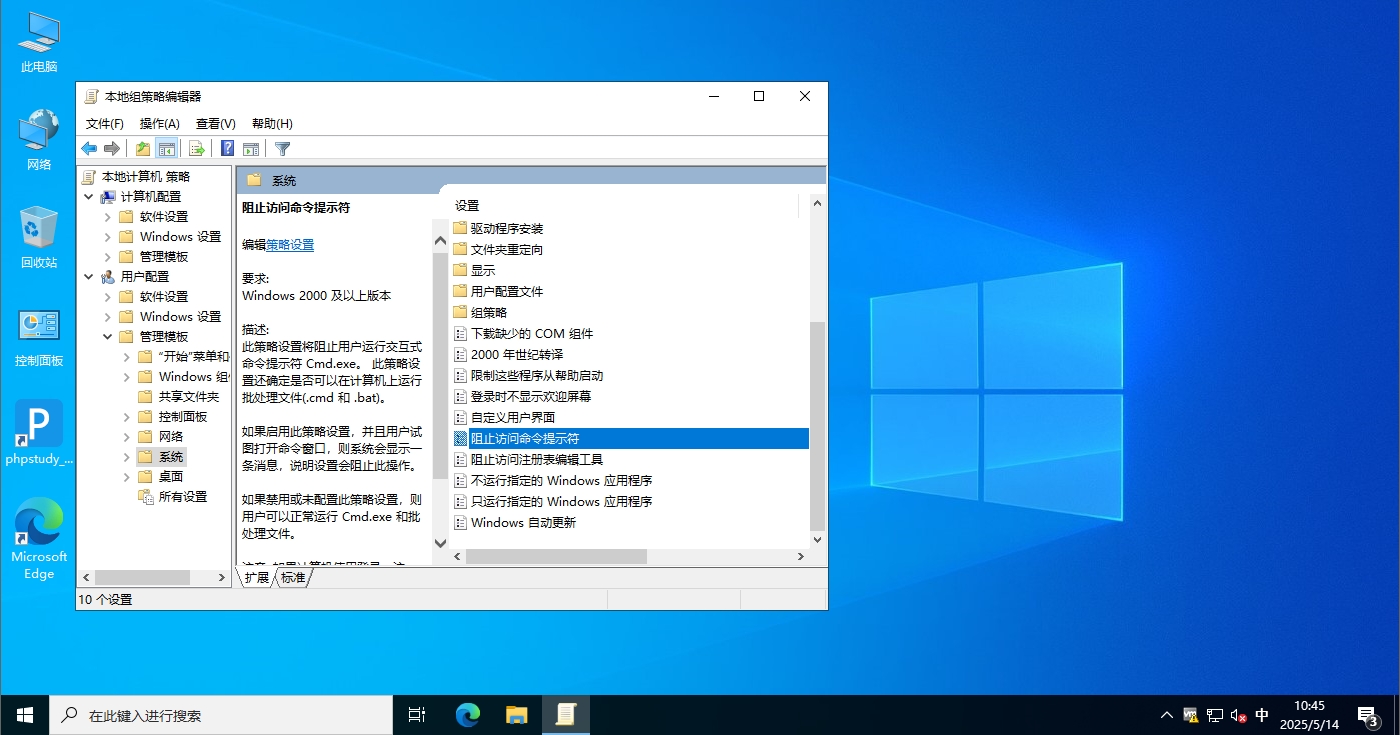 此电脑
网络
回收站
控制面板
phpstudy_...
Microsoft
Edge
本地组策略编辑器
文件(F) 操作(A) 查看(V) 帮助(H)
本地计算机 策略
计算机配置
软件设置
Windows 设置
管理模板
用户配置
软件设置
Windows 设置
管理模板
“开始”菜单和
Windows 组
共享文件夹
控制面板
网络
系统
桌面
所有设置
系统
阻止访问命令提示符
编辑策略设置
要求:
Windows 2000 及以上版本
描述:
此策略设置将阻止用户运行交互式
命令提示符 Cmd.exe。 此策略设
置还确定是否可以在计算机上运行
批处理文件(.cmd 和 .bat)。
如果启用此策略设置，并且用户试
图打开命令窗口，则系统会显示一
条消息，说明设置会阻止此操作。
如果禁用或未配置此策略设置，则
用户可以正常运行 Cmd.exe 和批
处理文件。
设置
驱动程序安装
文件夹重定向
显示
用户配置文件
组策略
下载缺少的 COM 组件
2000 年世纪转译
限制这些程序从帮助启动
登录时不显示欢迎屏幕
自定义用户界面
阻止访问命令提示符
阻止访问注册表编辑工具
不运行指定的 Windows 应用程序
只运行指定的 Windows 应用程序
Windows 自动更新
扩展 标准
10 个设置
在此键入进行搜索
中
10:45
2025/5/14
3